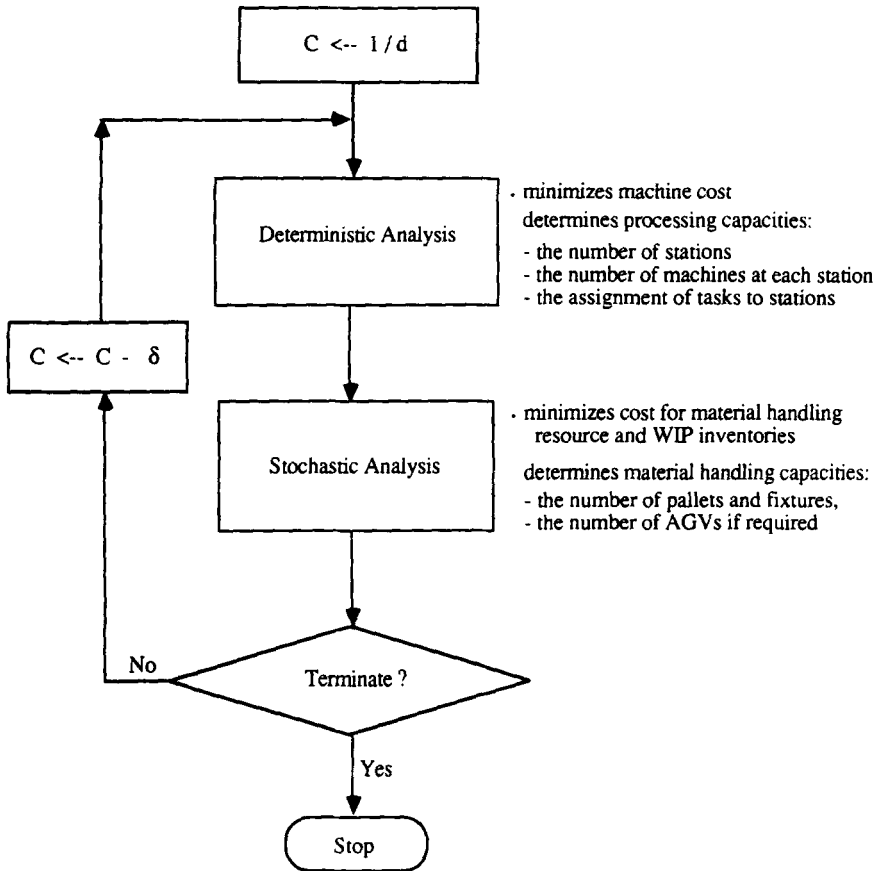 C <-- 1 / d
Deterministic Analysis
. minimizes machine cost
determines processing capacities:
- the number of stations
- the number of machines at each station
- the assignment of tasks to stations
C <-- C - δ
Stochastic Analysis
. minimizes cost for material handling
resource and WIP inventories
determines material handling capacities:
- the number of pallets and fixtures,
- the number of AGVs if required
No
Terminate ?
Yes
Stop